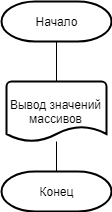 Начало
Вывод значений
массивов
Конец